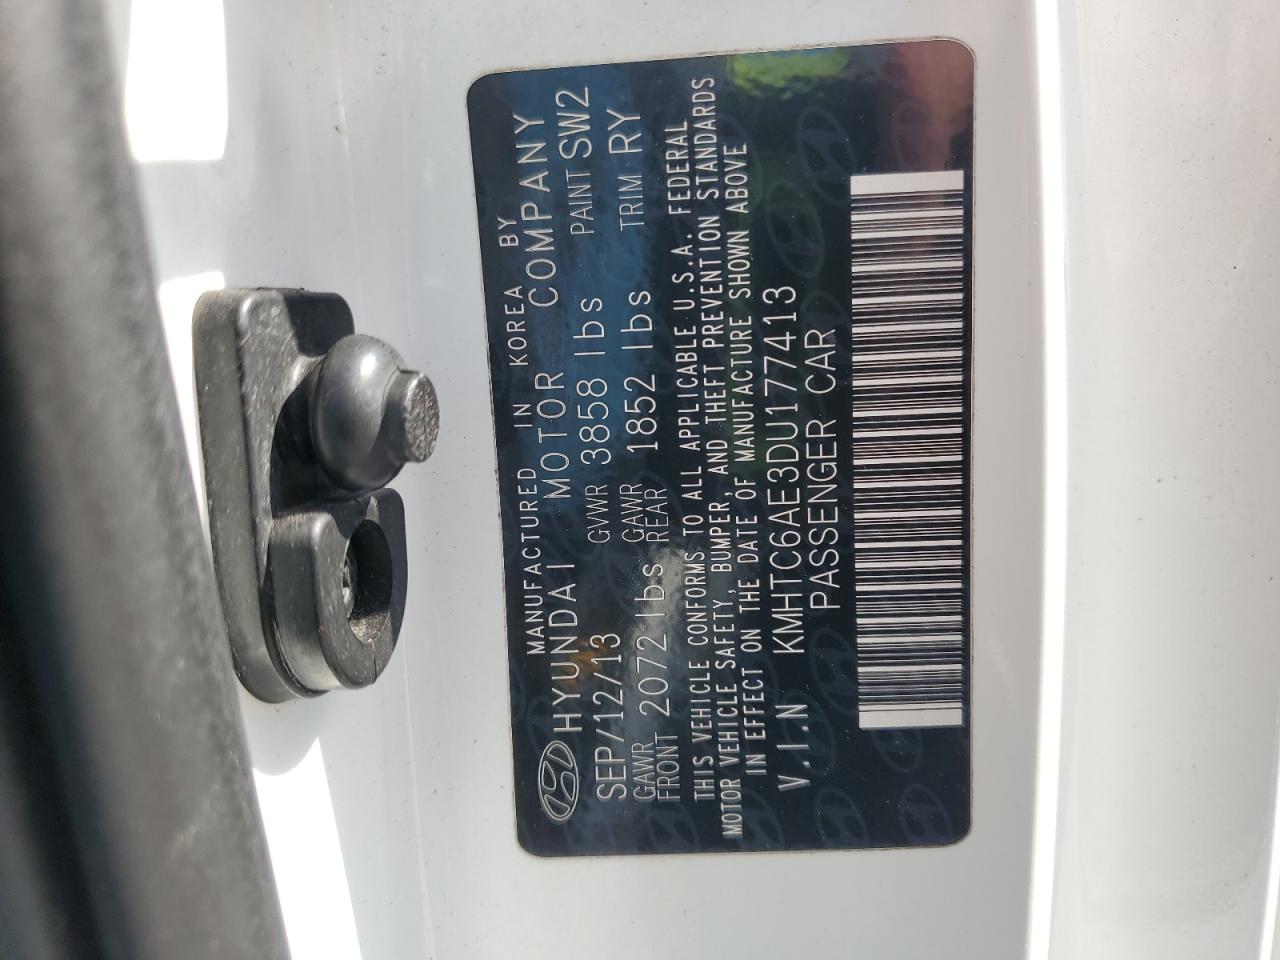 MANUFACTURED IN KOREA BY
HYUNDAI MOTOR COMPANY
SEP/12/13 GVWR 3858 lbs PAINT SW2
GAWR FRONT 2072 lbs GAWR REAR 1852 lbs TRIM RY
THIS VEHICLE CONFORMS TO ALL APPLICABLE U.S.A. FEDERAL
MOTOR VEHICLE SAFETY, BUMPER, AND THEFT PREVENTION STANDARDS
IN EFFECT ON THE DATE OF MANUFACTURE SHOWN ABOVE
V.I.N KMHTC6AE3DU177413
PASSENGER CAR